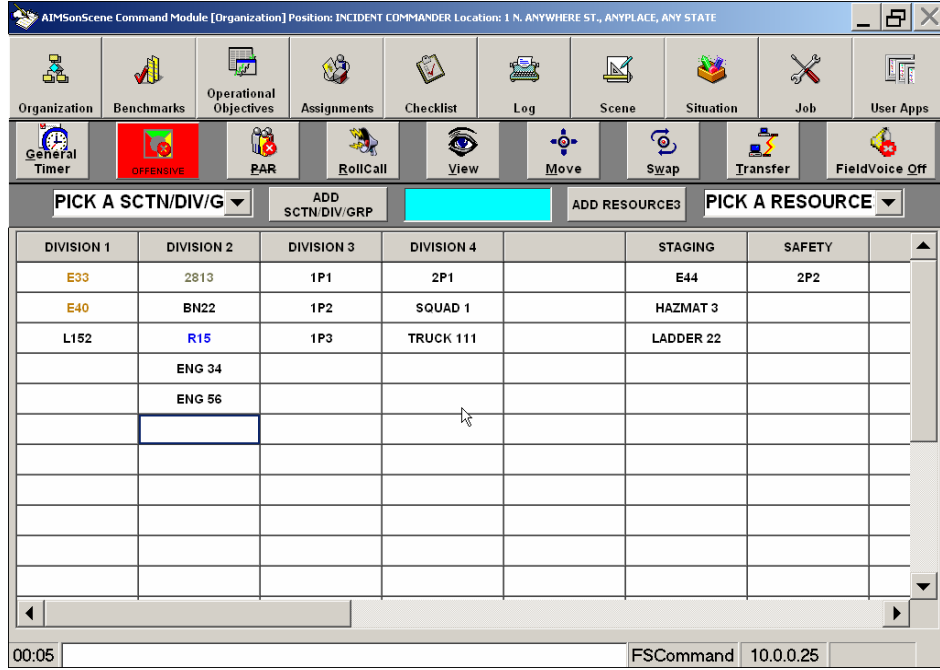 AIMSonScene Command Module [Organization] Position: INCIDENT COMMANDER Location: 1 N. ANYWHERE ST., ANYPLACE, ANY STATE
Organization Benchmarks Operational Objectives Assignments Checklist Log Scene Situation Job User Apps
General Timer OFFENSIVE PAR RollCall View Move Swap Transfer FieldVoice Off
PICK A SCTN/DIV/G ADD SCTN/DIV/GRP ADD RESOURCE3 PICK A RESOURCE
DIVISION 1 DIVISION 2 DIVISION 3 DIVISION 4 STAGING SAFETY
E33 2813 1P1 2P1 E44 2P2
E40 BN22 1P2 SQUAD 1 HAZMAT 3
L152 R15 1P3 TRUCK 111 LADDER 22
ENG 34
ENG 56
00:05 FSCommand 10.0.0.25